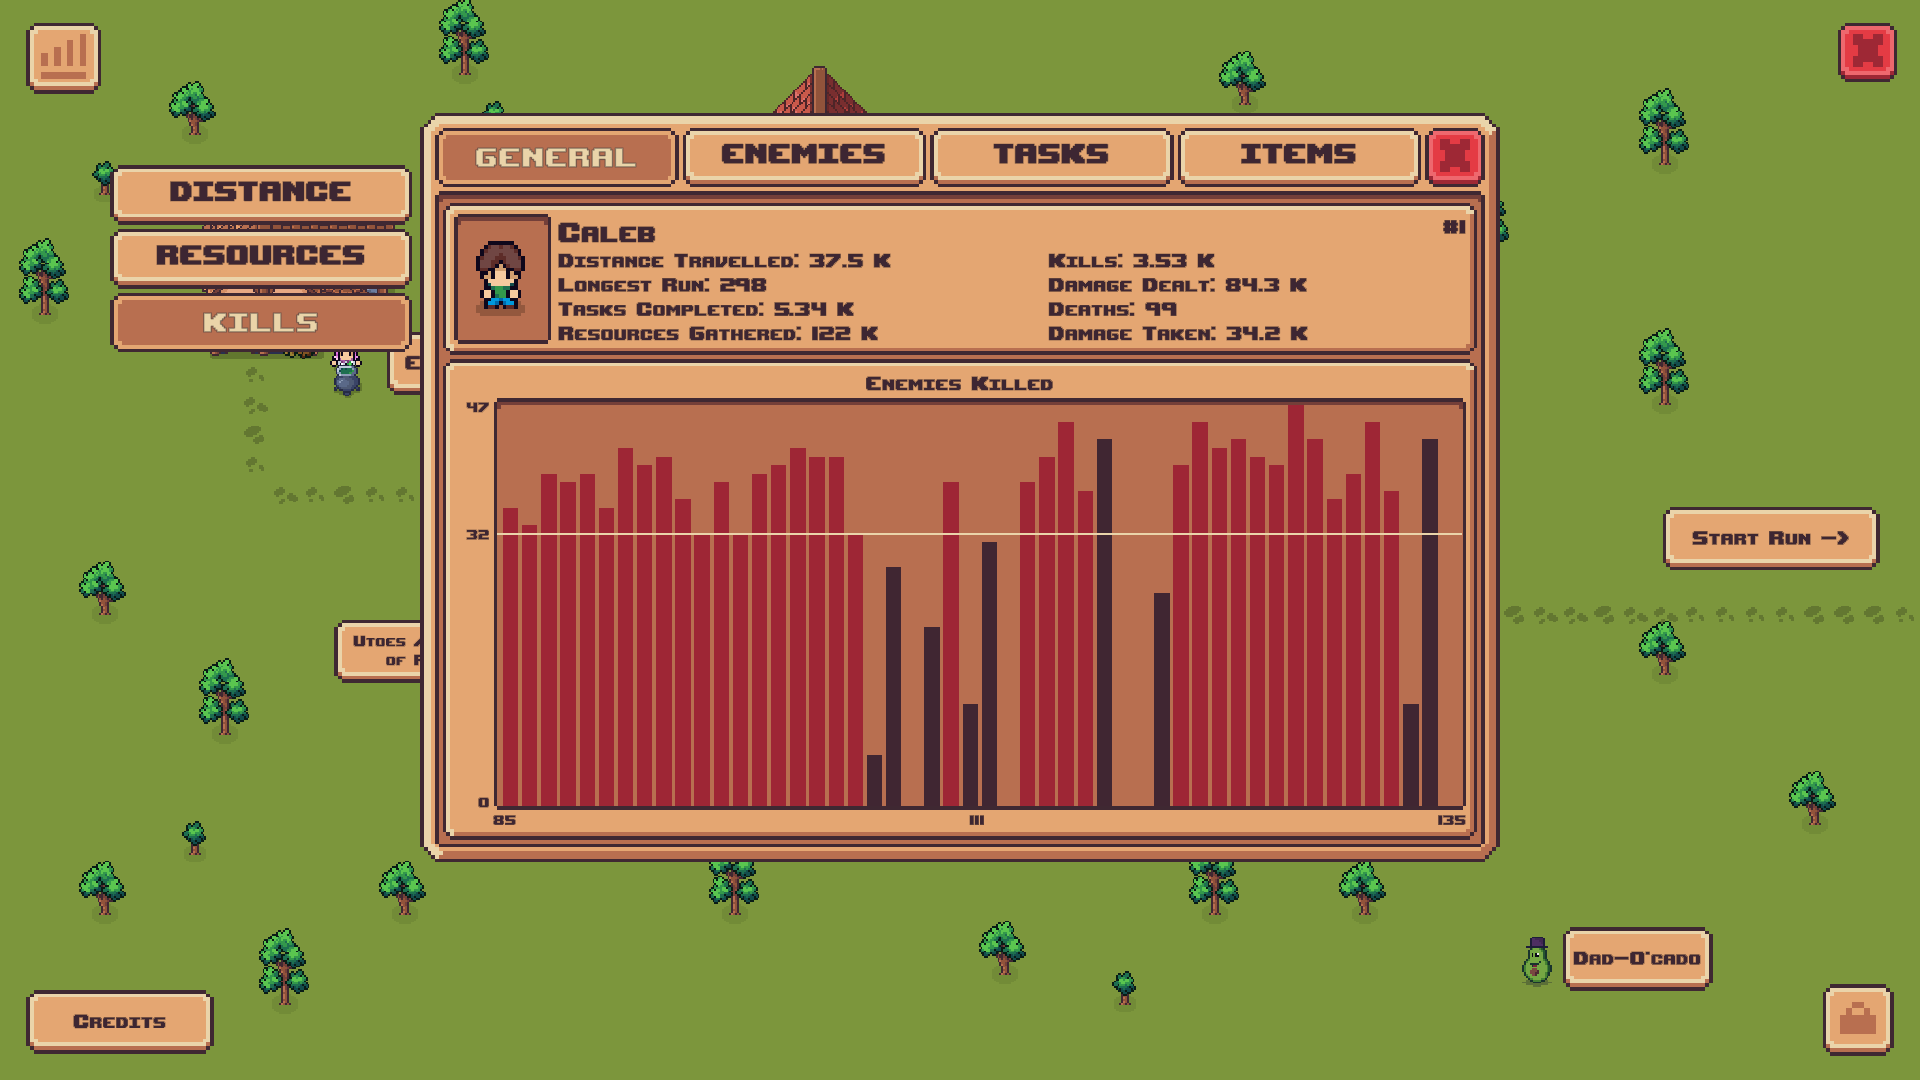 GENERAL
ENEMIES
TASKS
ITEMS
DISTANCE
RESOURCES
KILLS
Caleb
#1
Distance Travelled: 37.5 K
Longest Run: 298
Tasks Completed: 5.34 K
Resources Gathered: 122 K
Kills: 3.53 K
Damage Dealt: 84.3 K
Deaths: 99
Damage Taken: 34.2 K
Enemies Killed
47
32
0
85
111
135
Utoes
of
Start Run ->
Dad-O'cado
Credits